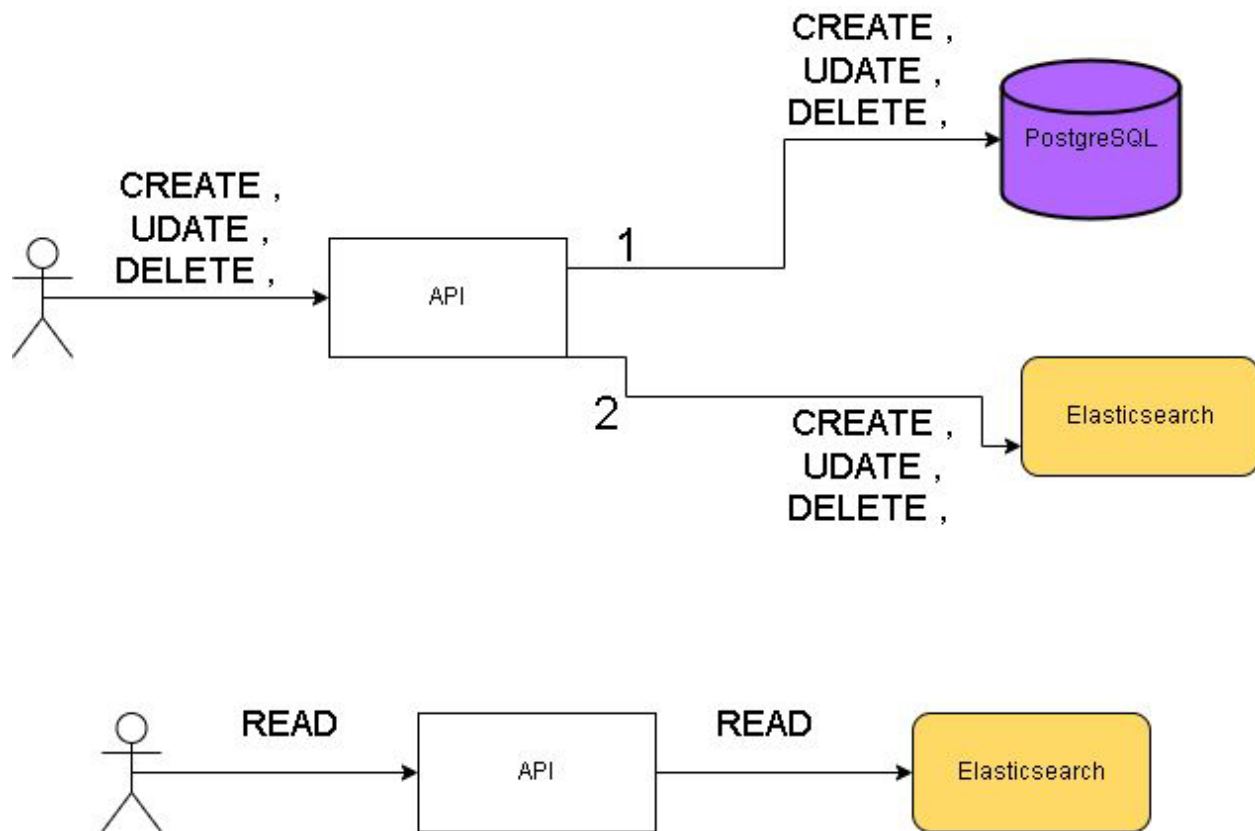 CREATE ,
UDATE ,
DELETE ,
PostgreSQL
CREATE ,
UDATE ,
DELETE ,
1
API
2
Elasticsearch
CREATE ,
UDATE ,
DELETE ,
READ
READ
API
Elasticsearch